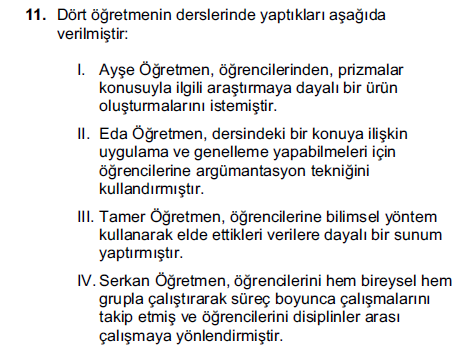 11. Dört öğretmenin derslerinde yaptıkları aşağıda
verilmiştir:
I. Ayşe Öğretmen, öğrencilerinden, prizmalar
konusuyla ilgili araştırmaya dayalı bir ürün
oluşturmalarını istemiştir.
II. Eda Öğretmen, dersindeki bir konuya ilişkin
uygulama ve genelleme yapabilmeleri için
öğrencilerine argümantasyon tekniğini
kullandırmıştır.
III. Tamer Öğretmen, öğrencilerine bilimsel yöntem
kullanarak elde ettikleri verilere dayalı bir sunum
yaptırmıştır.
IV. Serkan Öğretmen, öğrencilerini hem bireysel hem
grupla çalıştırarak süreç boyunca çalışmalarını
takip etmiş ve öğrencilerini disiplinler arası
çalışmaya yönlendirmiştir.